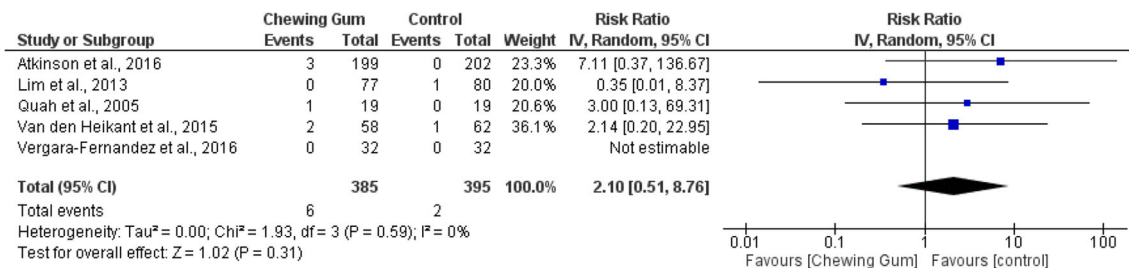 Chewing Gum Control Risk Ratio Risk Ratio
Study or Subgroup Events Total Events Total Weight IV, Random, 95% CI IV, Random, 95% CI
Atkinson et al., 2016 3 199 0 202 23.3% 7.11 [0.37, 136.67]
Lim et al., 2013 0 77 1 80 20.0% 0.35 [0.01, 8.37]
Quah et al., 2005 1 19 0 19 20.6% 3.00 [0.13, 69.31]
Van den Heikant et al., 2015 2 58 1 62 36.1% 2.14 [0.20, 22.95]
Vergara-Fernandez et al., 2016 0 32 0 32 Not estimable
Total (95% CI) 385 395 100.0% 2.10 [0.51, 8.76]
Total events 6 2
Heterogeneity: Tau² = 0.00; Chi² = 1.93, df = 3 (P = 0.59); I² = 0%
Test for overall effect: Z = 1.02 (P = 0.31)
0.01 0.1 1 10 100
Favours [Chewing Gum] Favours [control]